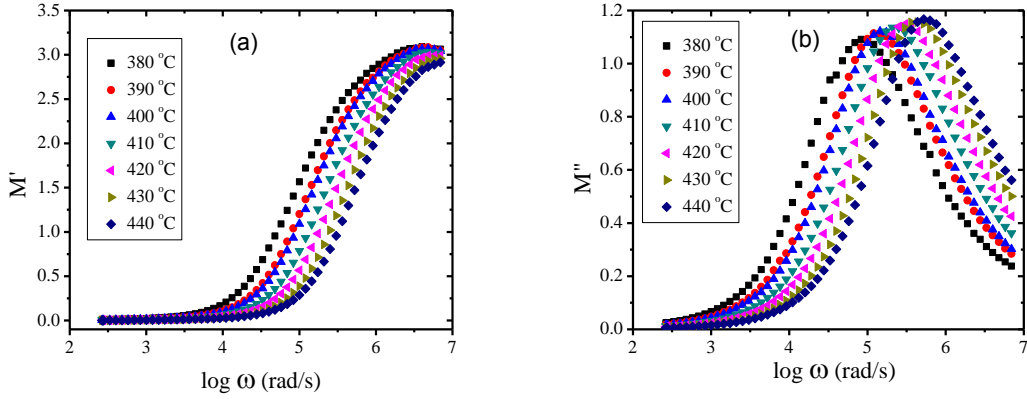 (a)
380 °C
390 °C
400 °C
410 °C
420 °C
430 °C
440 °C
M'
3.5
3.0
2.5
2.0
1.5
1.0
0.5
0.0
2 3 4 5 6 7
log ω (rad/s)
(b)
380 °C
390 °C
400 °C
410 °C
420 °C
430 °C
440 °C
M''
1.2
1.0
0.8
0.6
0.4
0.2
0.0
2 3 4 5 6 7
log ω (rad/s)